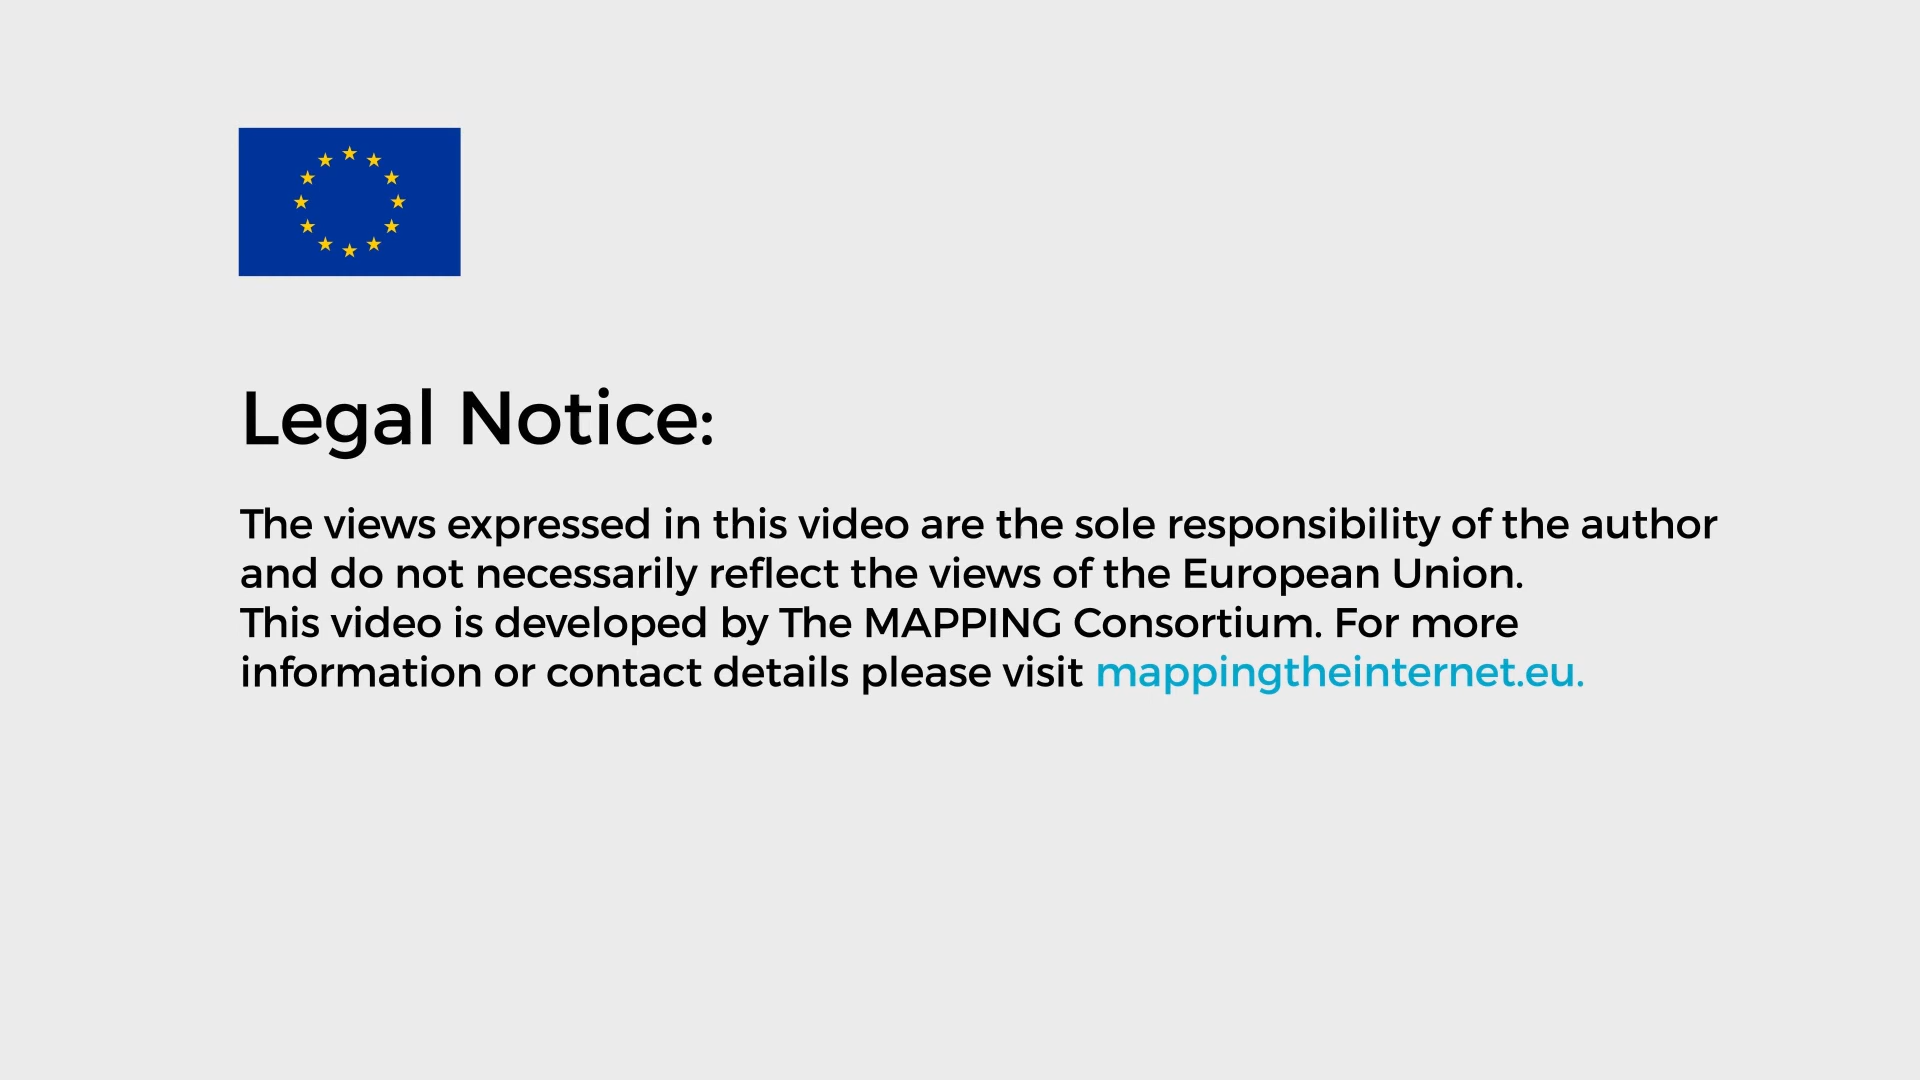 Legal Notice:
The views expressed in this video are the sole responsibility of the author
and do not necessarily reflect the views of the European Union.
This video is developed by The MAPPING Consortium. For more
information or contact details please visit mappingtheinternet.eu.